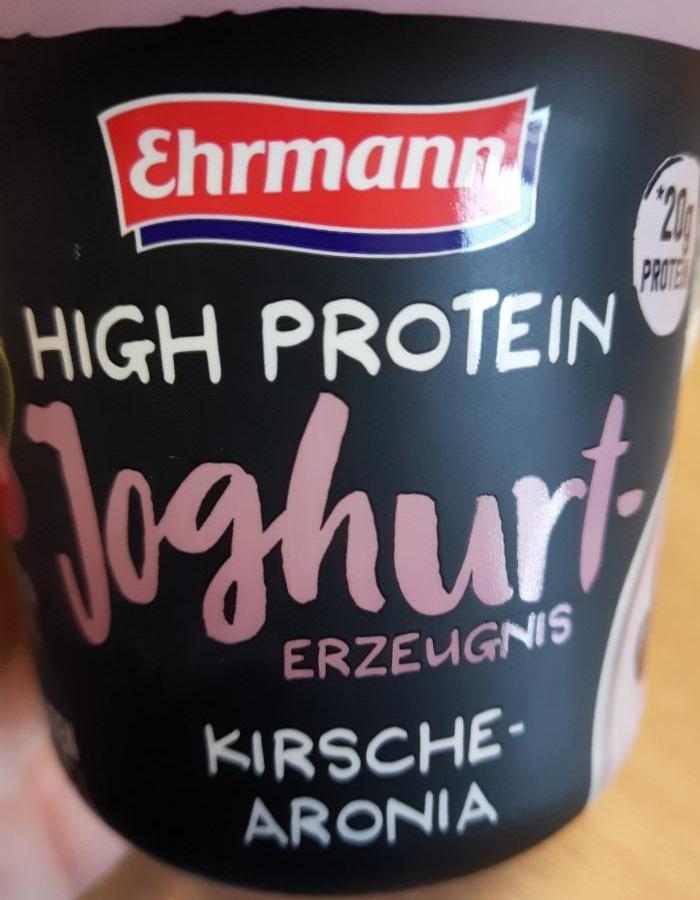 Ehrmann
*20g
PROTEIN
HIGH PROTEIN
Joghurt-
ERZEUGNIS
KIRSCHE-
ARONIA